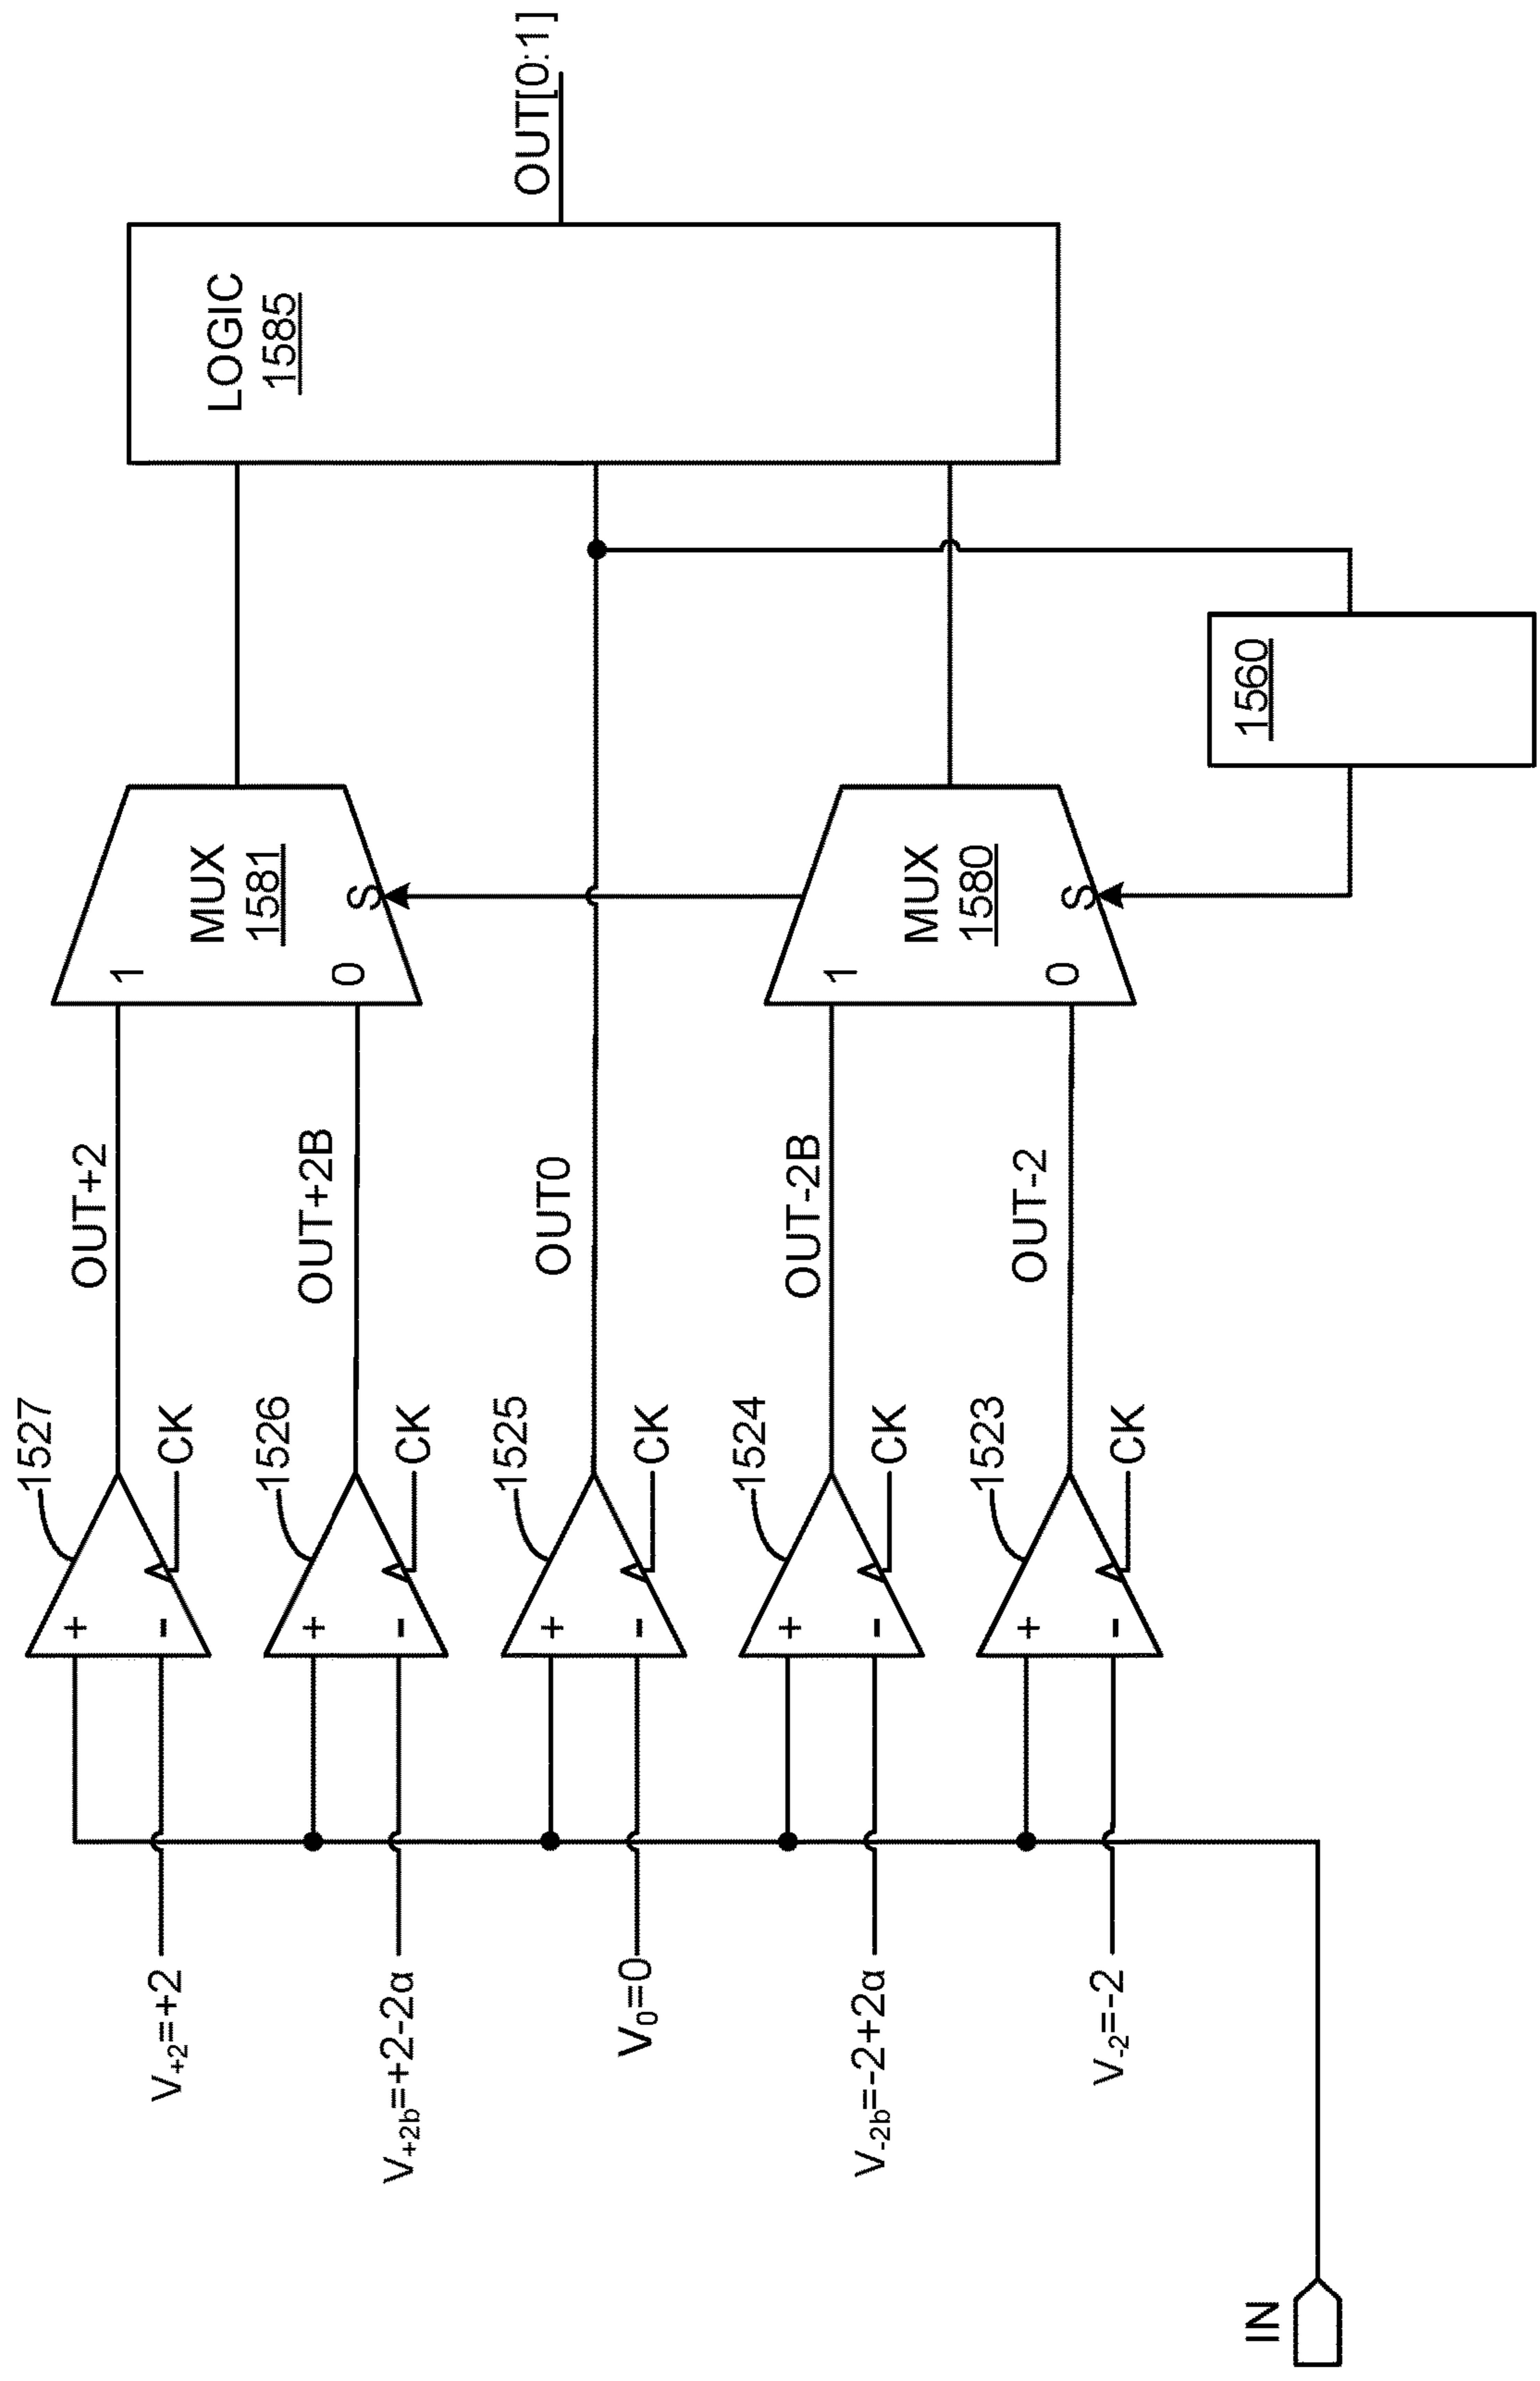 IN
V+2=+2
V+2b=+2-2α
V0=0
V-2b=-2+2α
V-2=-2
1527
+
-
CK
1526
+
-
CK
1525
+
-
CK
1524
+
-
CK
1523
+
-
CK
OUT+2
OUT+2B
OUT0
OUT-2B
OUT-2
1
0
MUX
1581
S
1
0
MUX
1580
S
1560
LOGIC
1585
OUT[0:1]